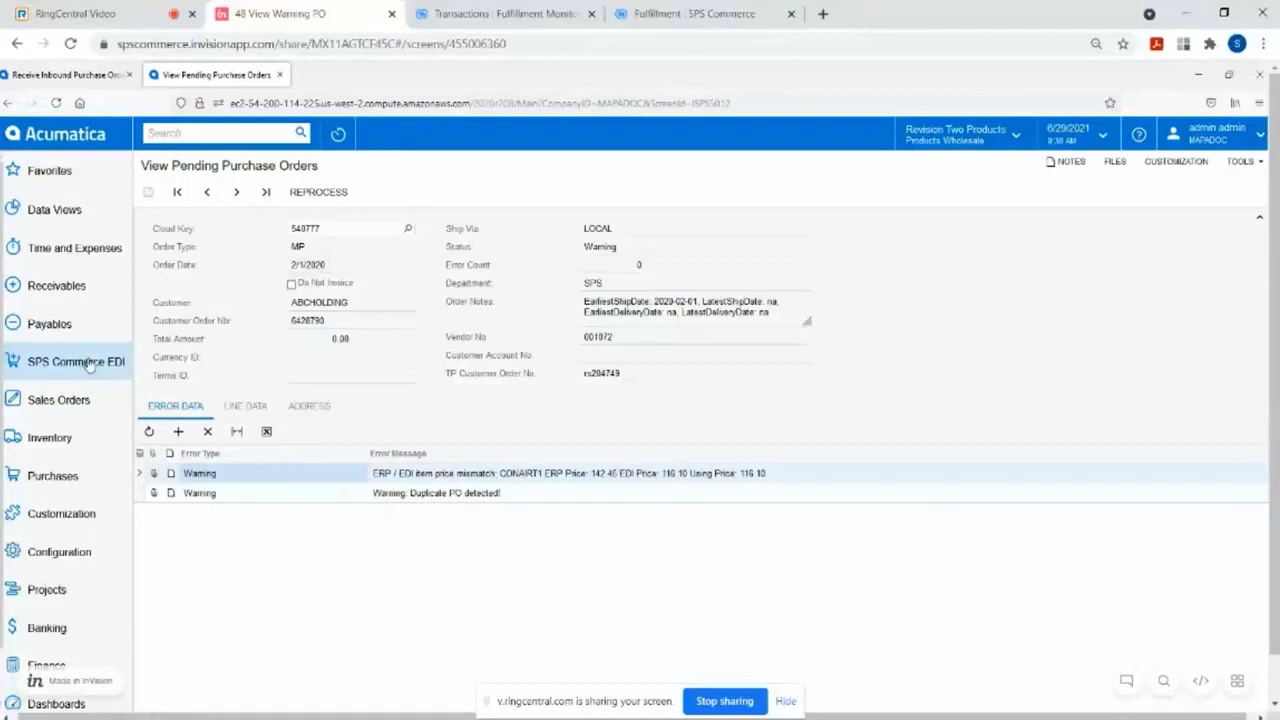 RingCentral Video
48 View Warning PO
Transactions : Fulfillment Monito
Fulfillment : SPS Commerce
spscommerce.invisionapp.com/share/MX11AGTCF45C#/screens/455006360
S
Receive Inbound Purchase Ord
View Pending Purchase Orders
Acumatica
Search
Revision Two Products
Products Wholesale
6/29/2021
9:38 AM
admin admin
MAPADOC
Favorites
Data Views
Time and Expenses
Receivables
Payables
SPS Commerce EDI
Sales Orders
Inventory
Purchases
Customization
Configuration
Projects
Banking
Finance
Dashboards
in Made in InVision
View Pending Purchase Orders
NOTES FILES CUSTOMIZATION TOOLS
REPROCESS
Cloud Key: 540777
Order Type: MP
Order Date: 2/1/2020
Do Not Invoice
Customer: ABCHOLDING
Customer Order Nbr: 6428790
Total Amount: 0.00
Currency ID:
Terms ID:
Ship Via: LOCAL
Status: Warning
Error Count: 0
Department: SPS
Order Notes: EarliestShipDate: 2020-02-01, LatestShipDate: na,
EarliestDeliveryDate: na, LatestDeliveryDate: na
Vendor No: 601072
Customer Account No:
TP Customer Order No: rs204749
ERROR DATA LINE DATA ADDRESS
Error Type Error Message
Warning ERP / EDI item price mismatch: CONAIRT1 ERP Price: 142.45 EDI Price: 116.10 Using Price: 116.10
Warning Warning: Duplicate PO detected!
v.ringcentral.com is sharing your screen.
Stop sharing
Hide